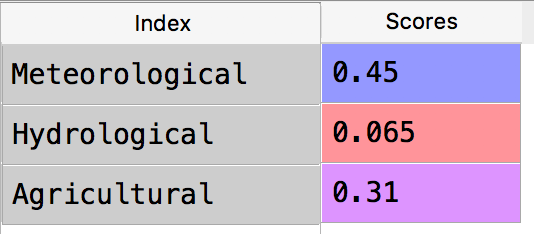 Index Scores
Meteorological 0.45
Hydrological 0.065
Agricultural 0.31